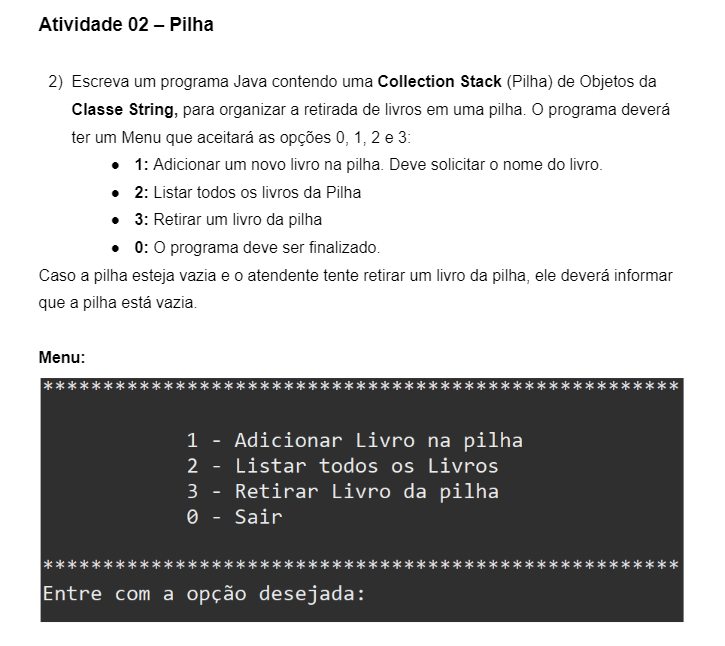 Atividade 02 – Pilha
2) Escreva um programa Java contendo uma Collection Stack (Pilha) de Objetos da
Classe String, para organizar a retirada de livros em uma pilha. O programa deverá
ter um Menu que aceitará as opções 0, 1, 2 e 3:
● 1: Adicionar um novo livro na pilha. Deve solicitar o nome do livro.
● 2: Listar todos os livros da Pilha
● 3: Retirar um livro da pilha
● 0: O programa deve ser finalizado.
Caso a pilha esteja vazia e o atendente tente retirar um livro da pilha, ele deverá informar
que a pilha está vazia.
Menu:
*****************************************************
1 - Adicionar Livro na pilha
2 - Listar todos os Livros
3 - Retirar Livro da pilha
0 - Sair
*****************************************************
Entre com a opção desejada: